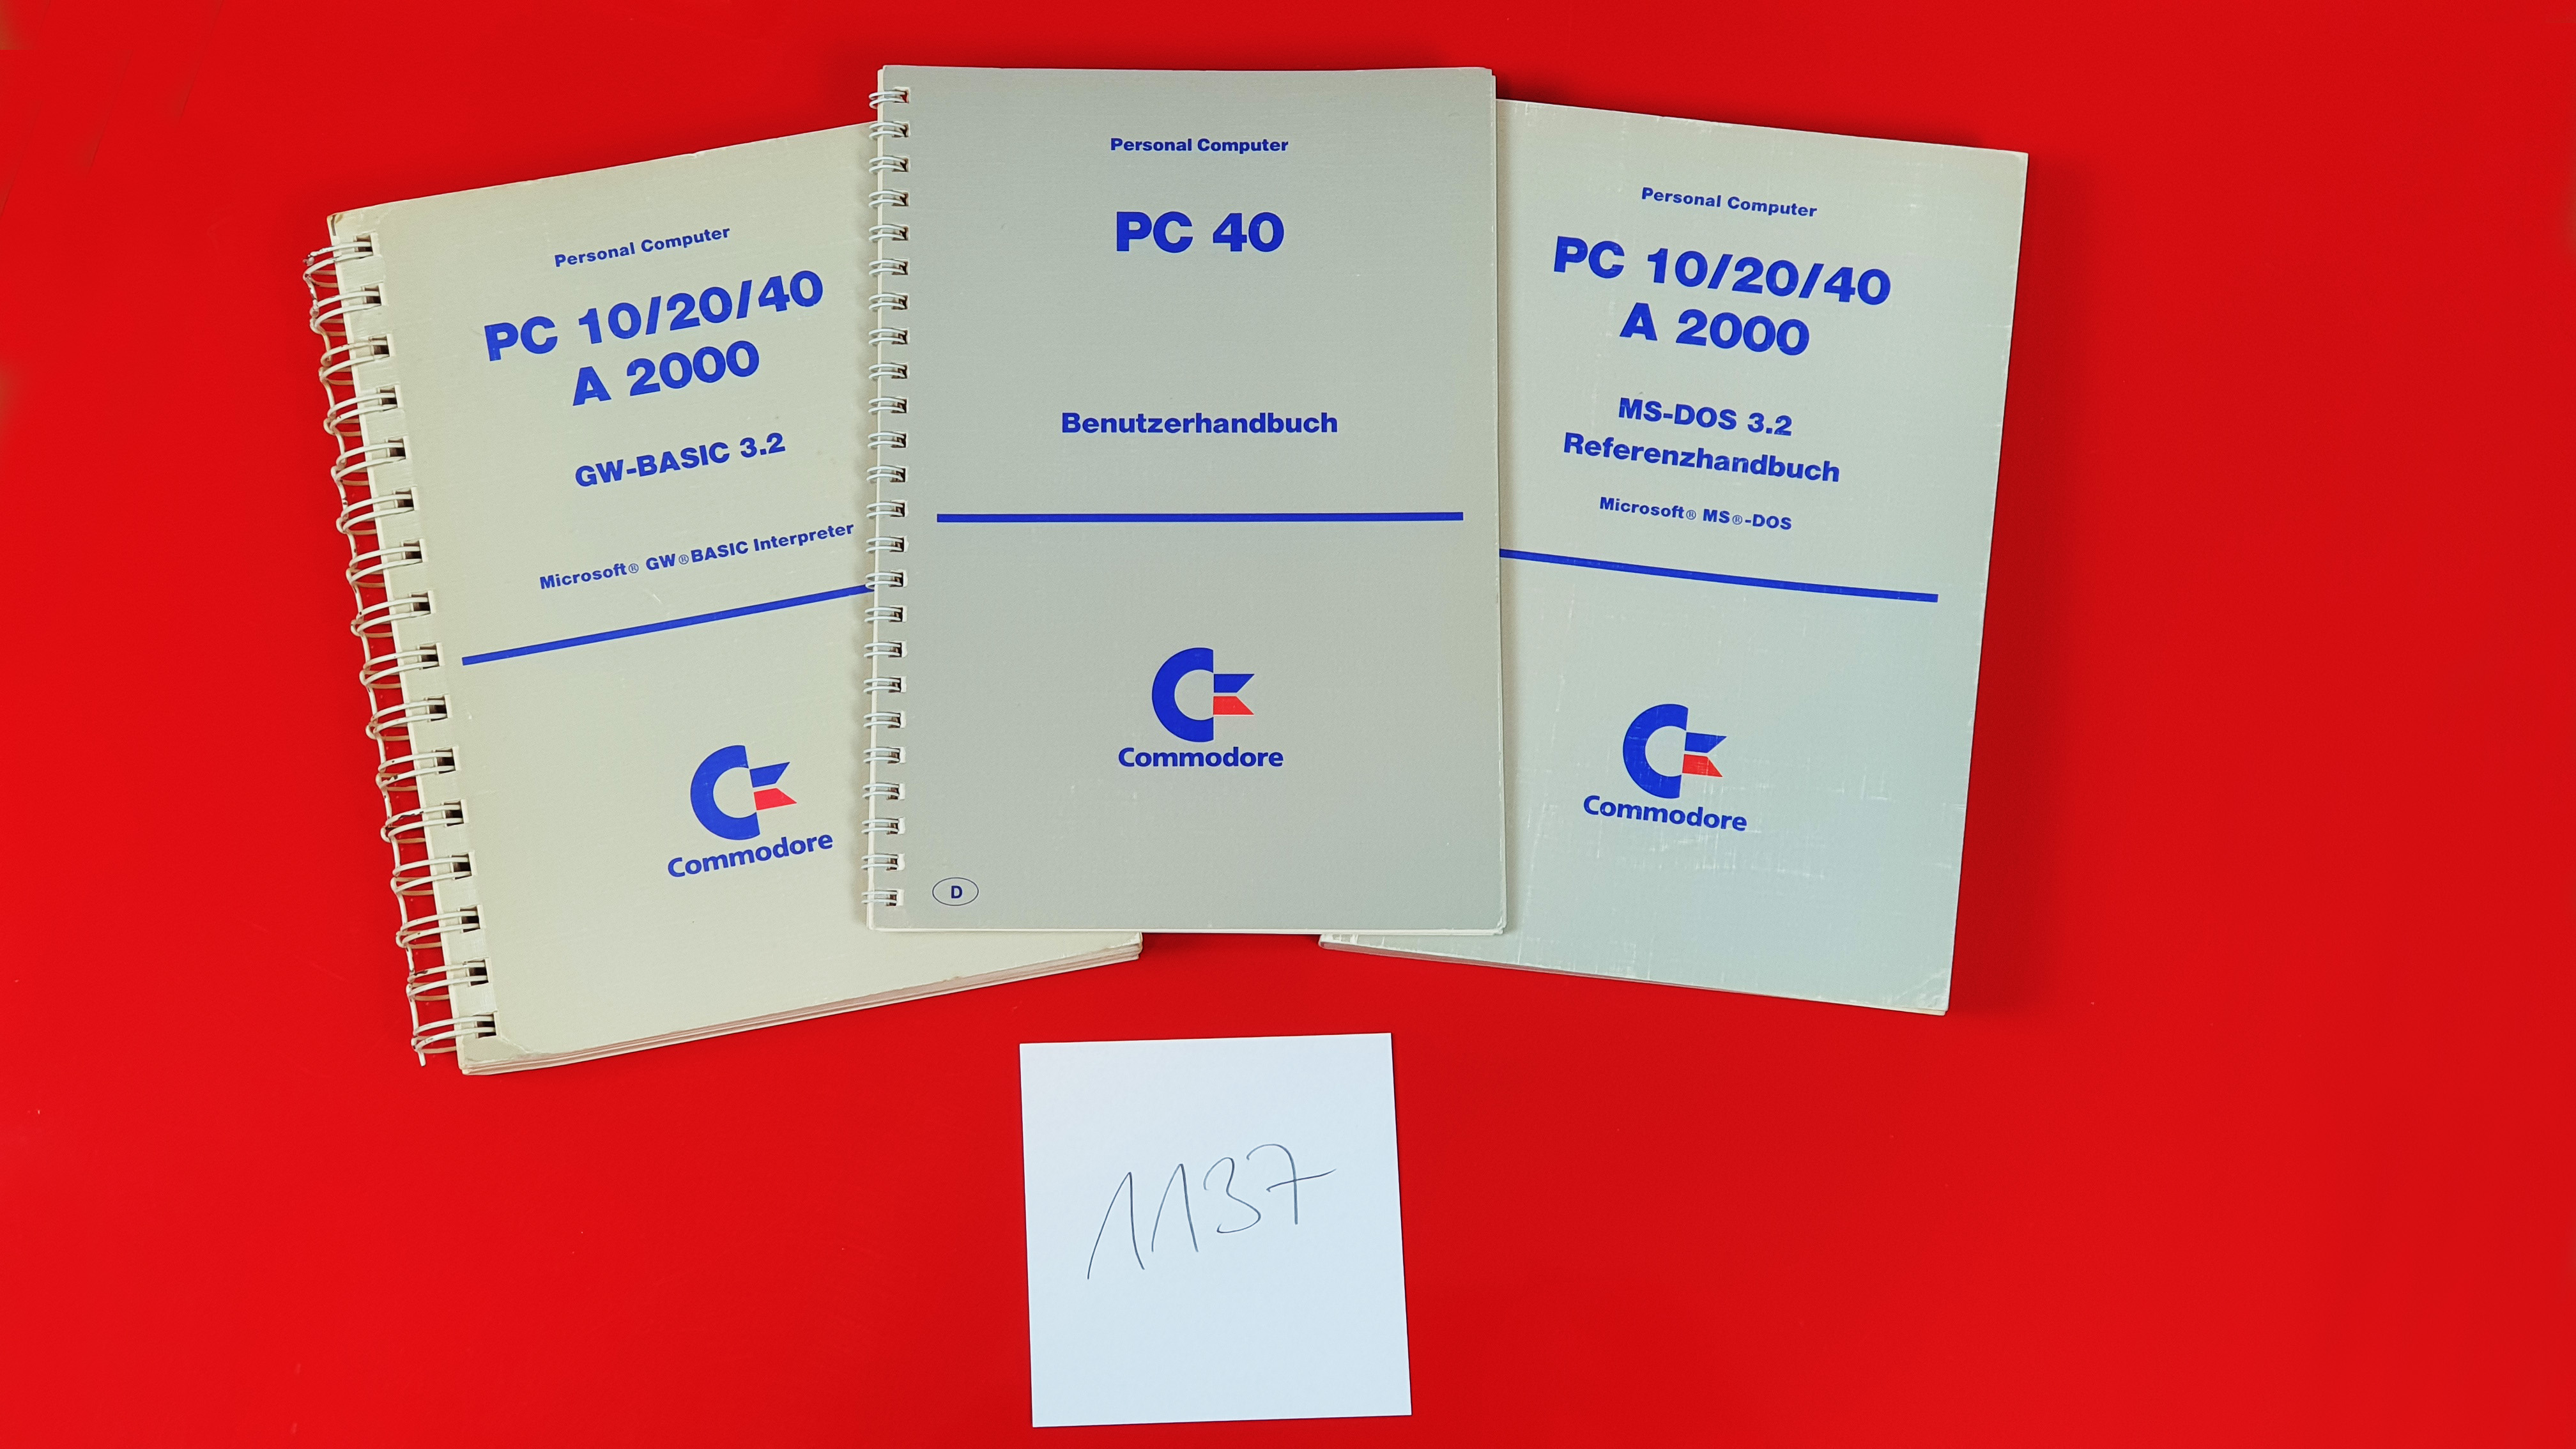 Personal Computer
PC 10/20/40
A 2000
GW-BASIC 3.2
Microsoft® GW®BASIC Interpreter
Commodore
Personal Computer
PC 40
Benutzerhandbuch
Commodore
D
Personal Computer
PC 10/20/40
A 2000
MS-DOS 3.2
Referenzhandbuch
Microsoft® MS®-DOS
Commodore
1137